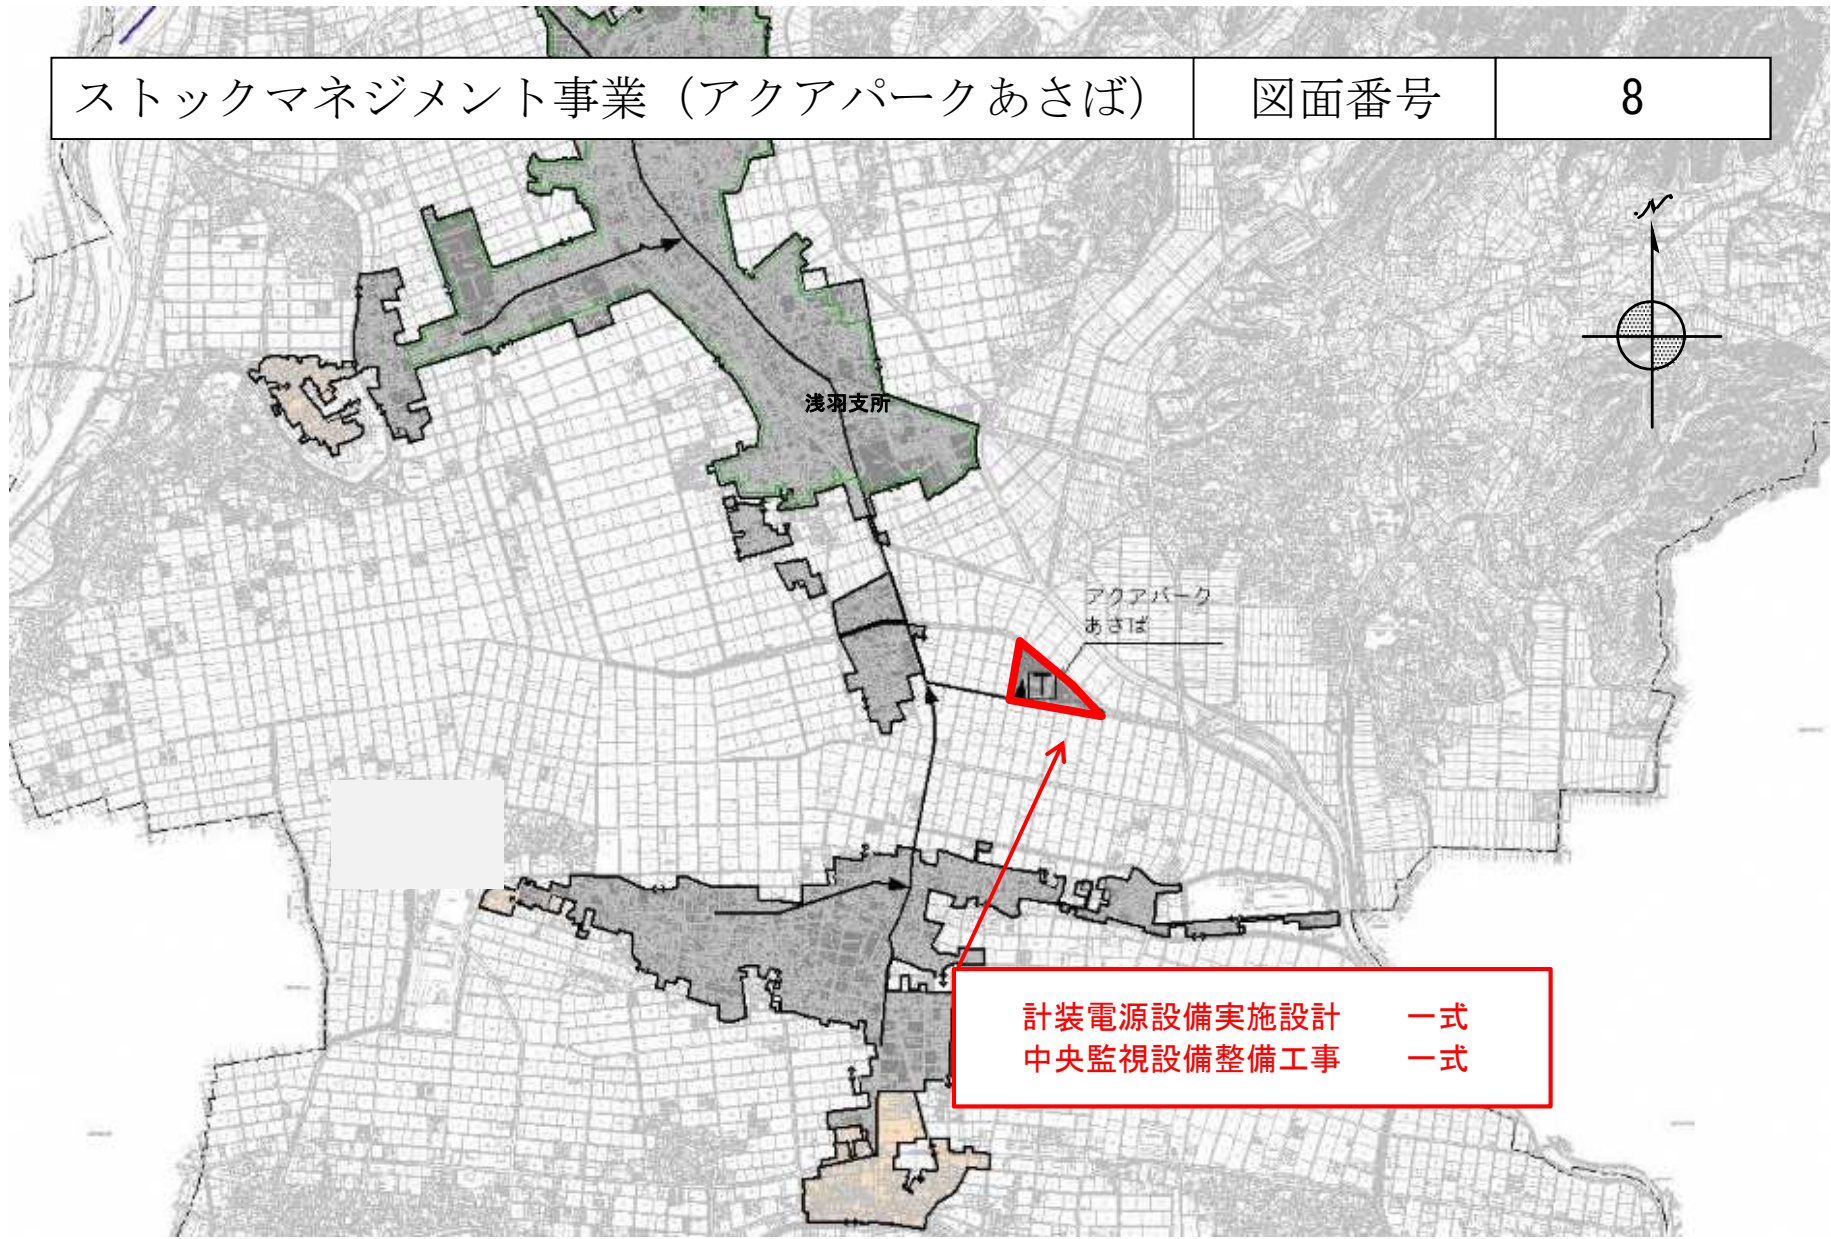 ストックマネジメント事業（アクアパークあさば） 図面番号 8
N
浅羽支所
アクアパーク
あさば
T
計装電源設備実施設計 一式
中央監視設備整備工事 一式